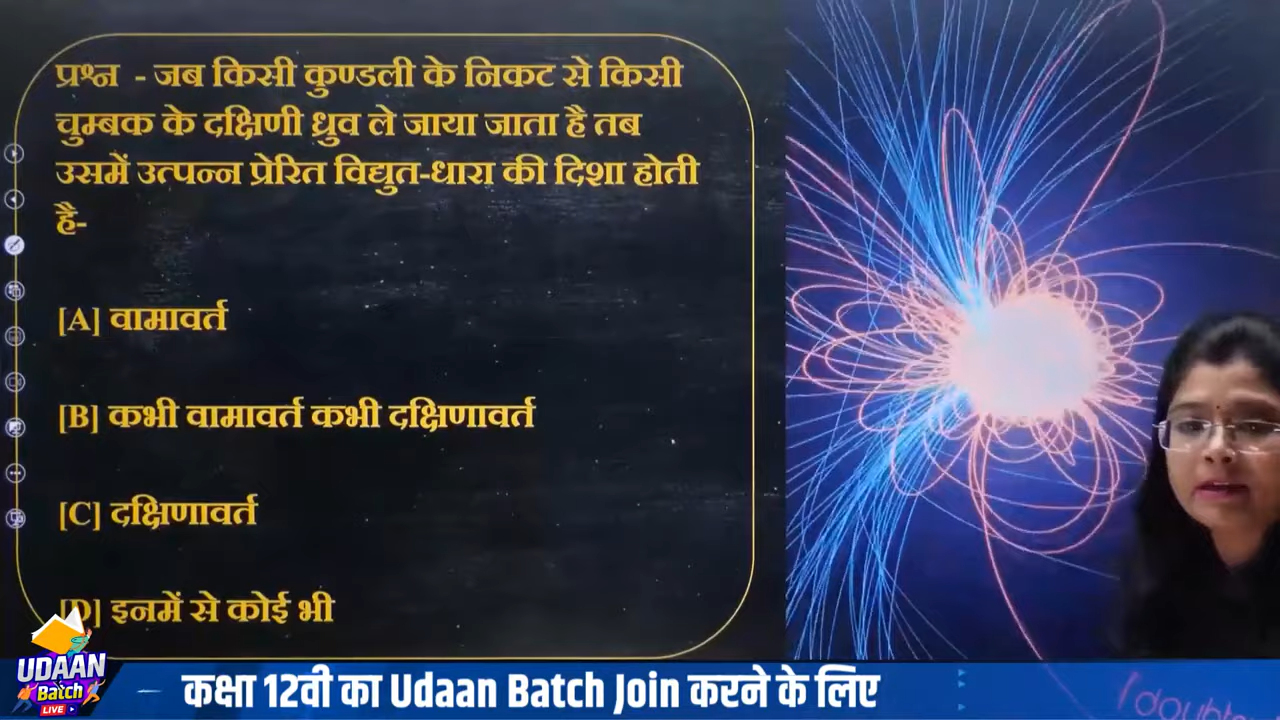 प्रश्न - जब किसी कुण्डली के निकट से किसी
चुम्बक के दक्षिणी ध्रुव ले जाया जाता है तब
उसमें उत्पन्न प्रेरित विद्युत-धारा की दिशा होती
है-
[A] वामावर्त
[B] कभी वामावर्त कभी दक्षिणावर्त
[C] दक्षिणावर्त
[D] इनमें से कोई भी
UDAAN
Batch
LIVE
कक्षा 12वी का Udaan Batch Join करने के लिए